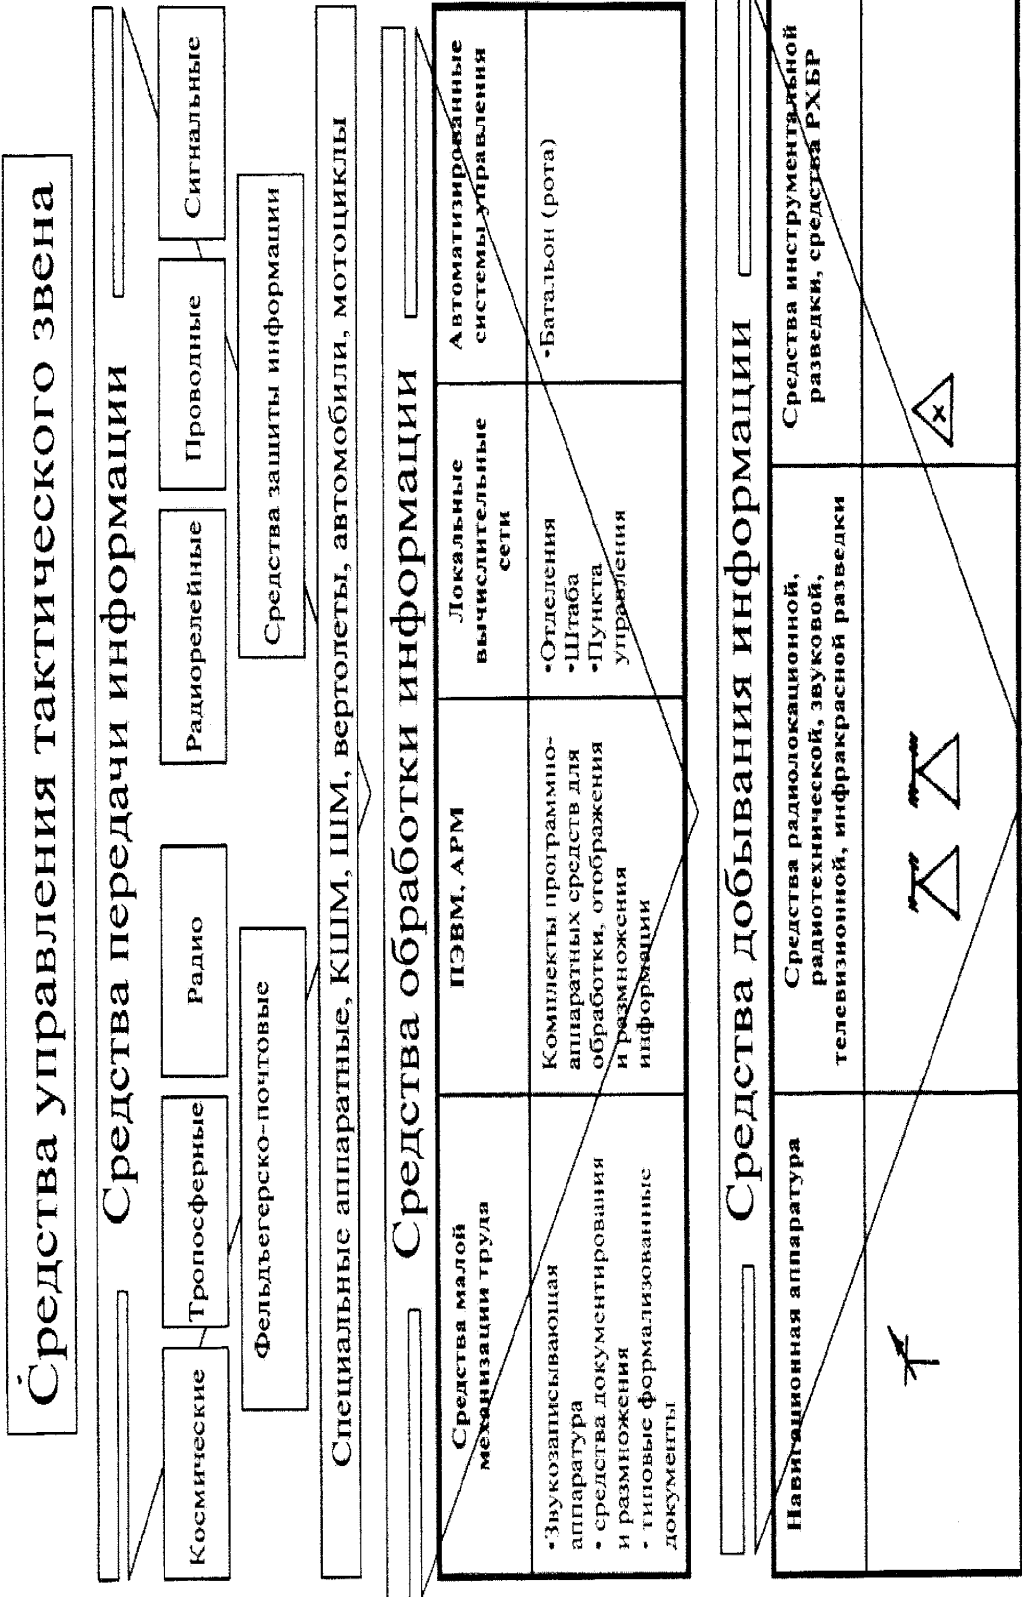 Средства управления тактического звена
Средства передачи информации
Космические
Тропосферные
Радио
Радиорелейные
Проводные
Сигнальные
Фельдъегерско-почтовые
Средства защиты информации
Специальные аппаратные, КШМ, ШМ, вертолеты, автомобили, мотоциклы
Средства обработки информации
Средства малой
механизации труда
ПЭВМ, АРМ
Локальные
вычислительные
сети
Автоматизированные
системы управления
•Звукозаписывающая
аппаратура
• средства документирования
и размножения
• типовые формализованные
документы
Комплекты программно-
аппаратных средств для
обработки, отображения
и размножения
информации
•Отделения
•Штаба
•Пункта
управления
•Батальон (рота)
Средства добывания информации
Навигационная аппаратура
Средства радиолокационной,
радиотехнической, звуковой,
телевизионной, инфракрасной разведки
Средства инструментальной
разведки, средства РХБР